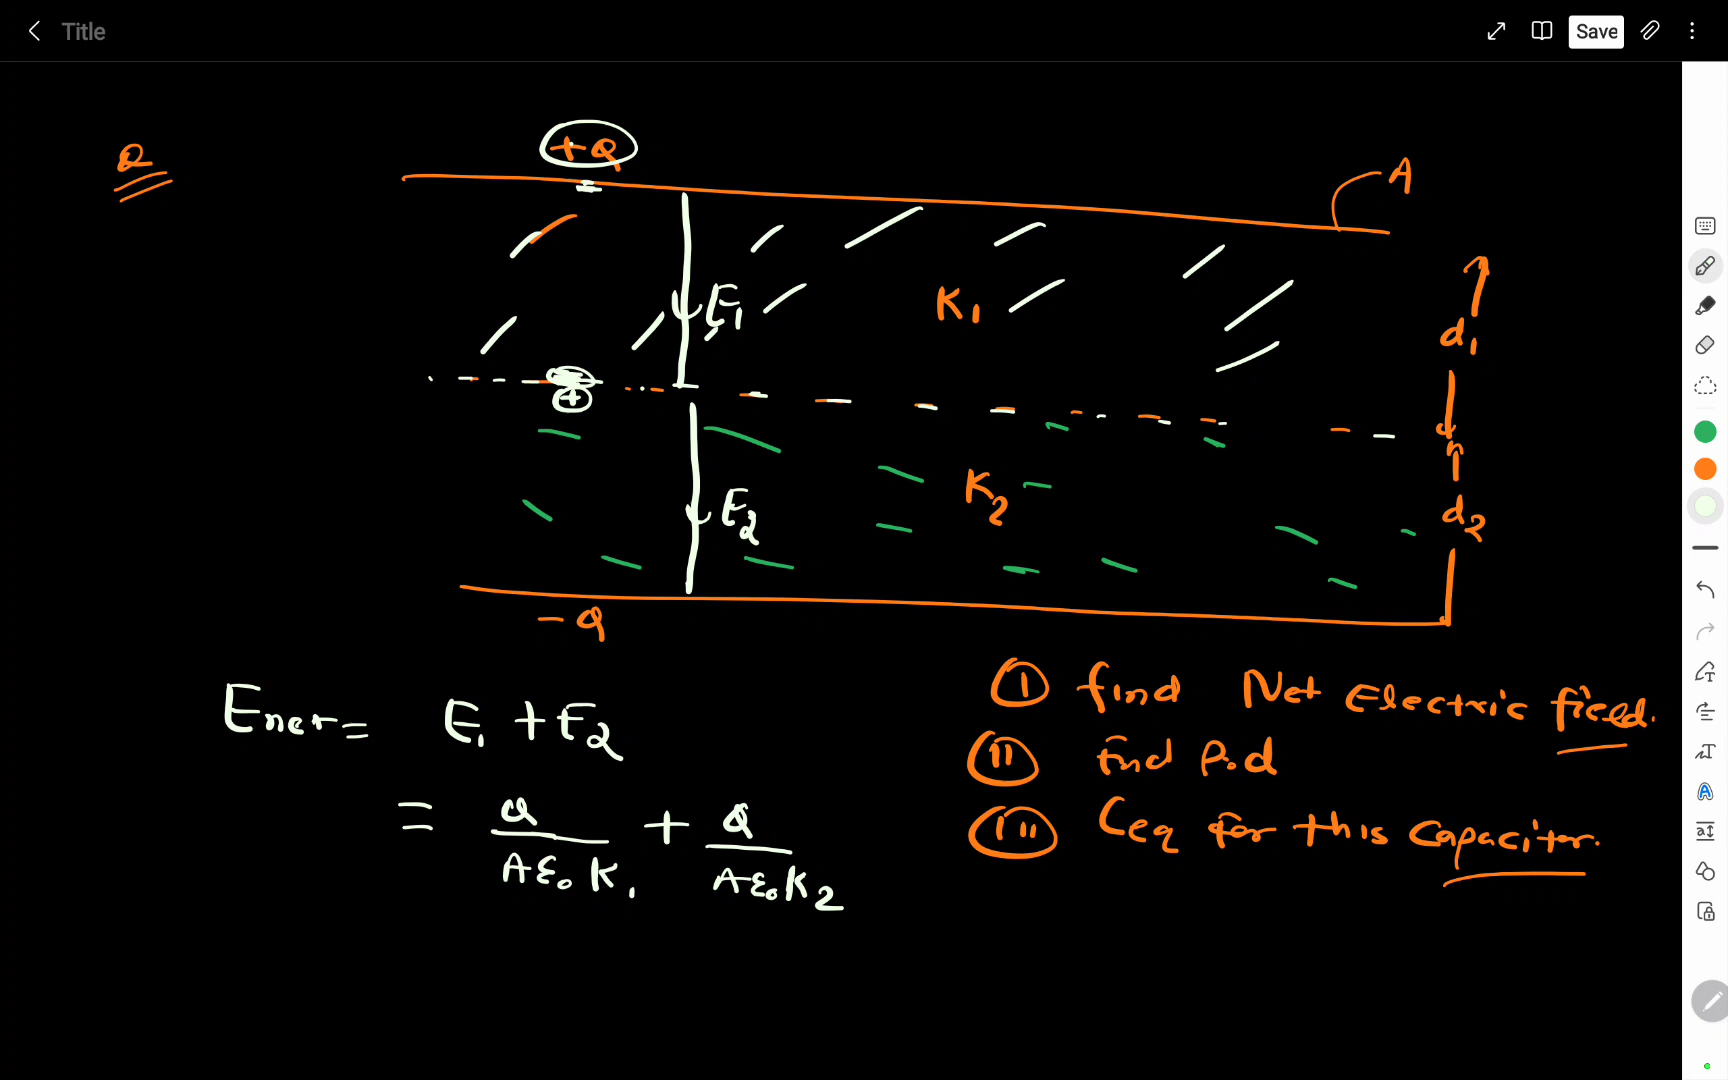 Title
Save
Q
+Q
A
E1
K1
d1
+
E2
K2
d2
-Q
Enet = E1 + E2
= Q/Aε0K1 + Q/Aε0K2
(I) find Net Electric field.
(II) find P.d
(III) Ceq for this Capacitor.